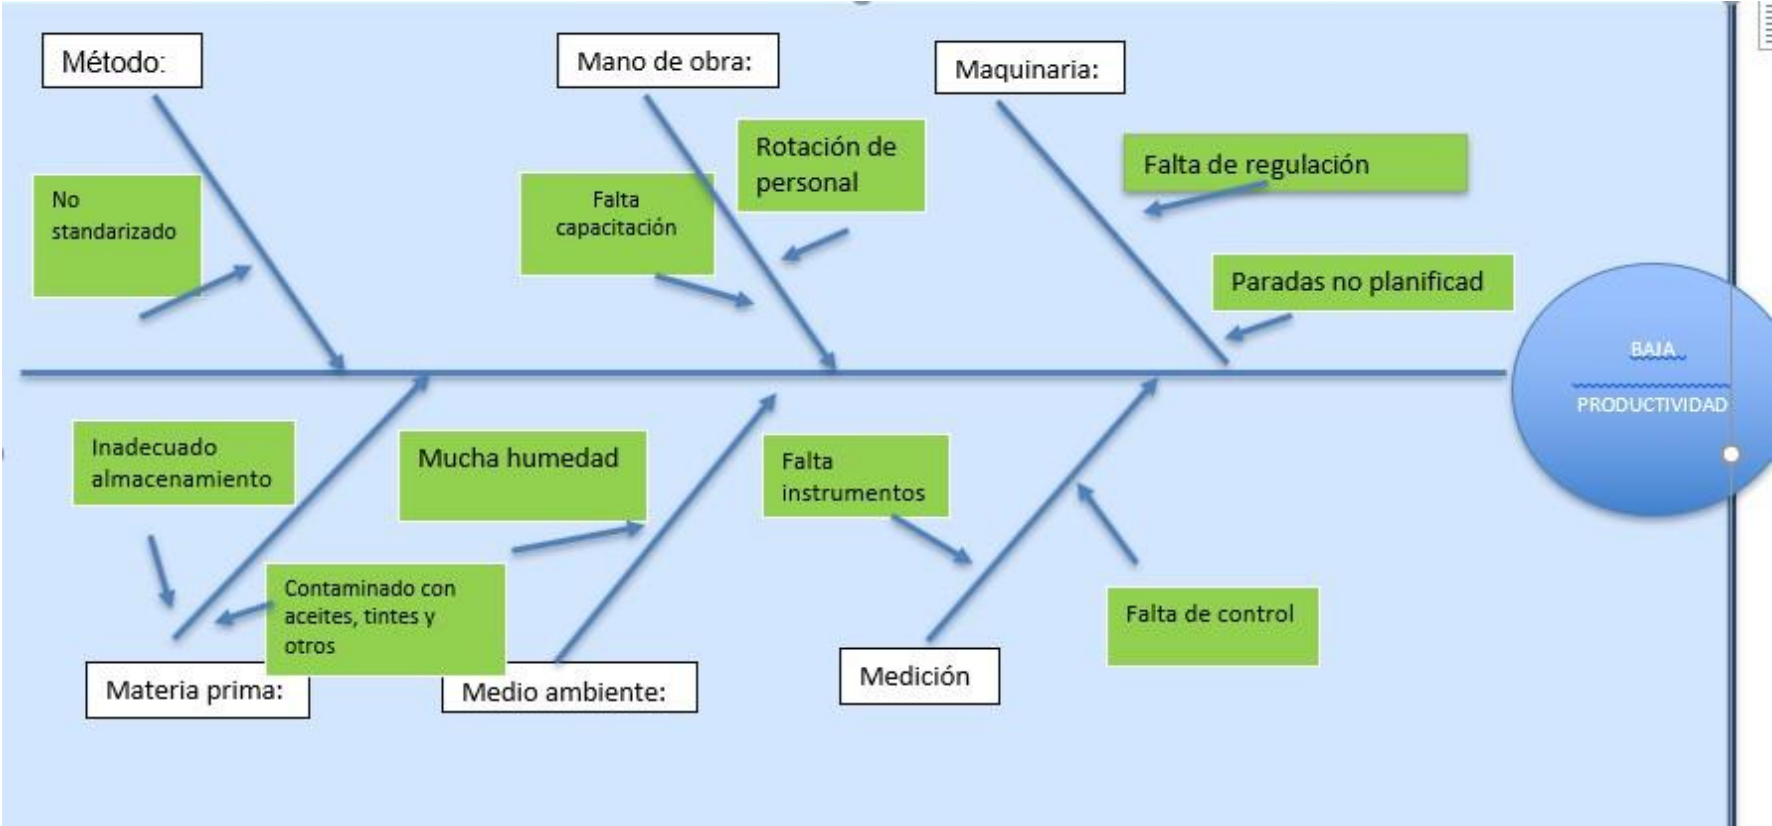 Método:
Mano de obra:
Maquinaria:
No
standarizado
Falta
capacitación
Rotación de
personal
Falta de regulación
Paradas no planificad
BAJA
PRODUCTIVIDAD
Inadecuado
almacenamiento
Mucha humedad
Falta
instrumentos
Contaminado con
aceites, tintes y
otros
Falta de control
Materia prima:
Medio ambiente:
Medición